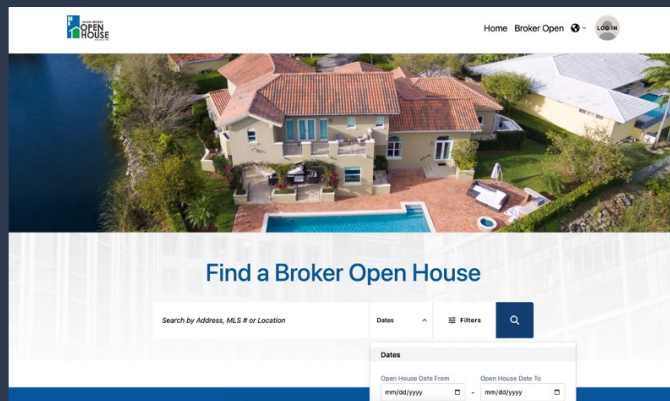 OPEN
HOUSE
Home Broker Open LOG IN
Find a Broker Open House
Search by Address, MLS # or Location Dates Filters
Dates
Open House Date From Open House Date To
mm/dd/yyyy - mm/dd/yyyy